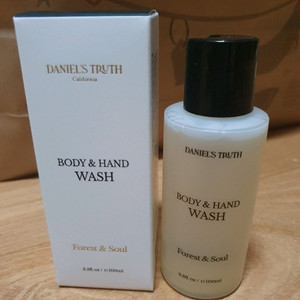 DANIEL'S TRUTH
California
BODY & HAND
WASH
Forest & Soul
DANIEL'S TRUTH
BODY & HAND
WASH
Forest & Soul